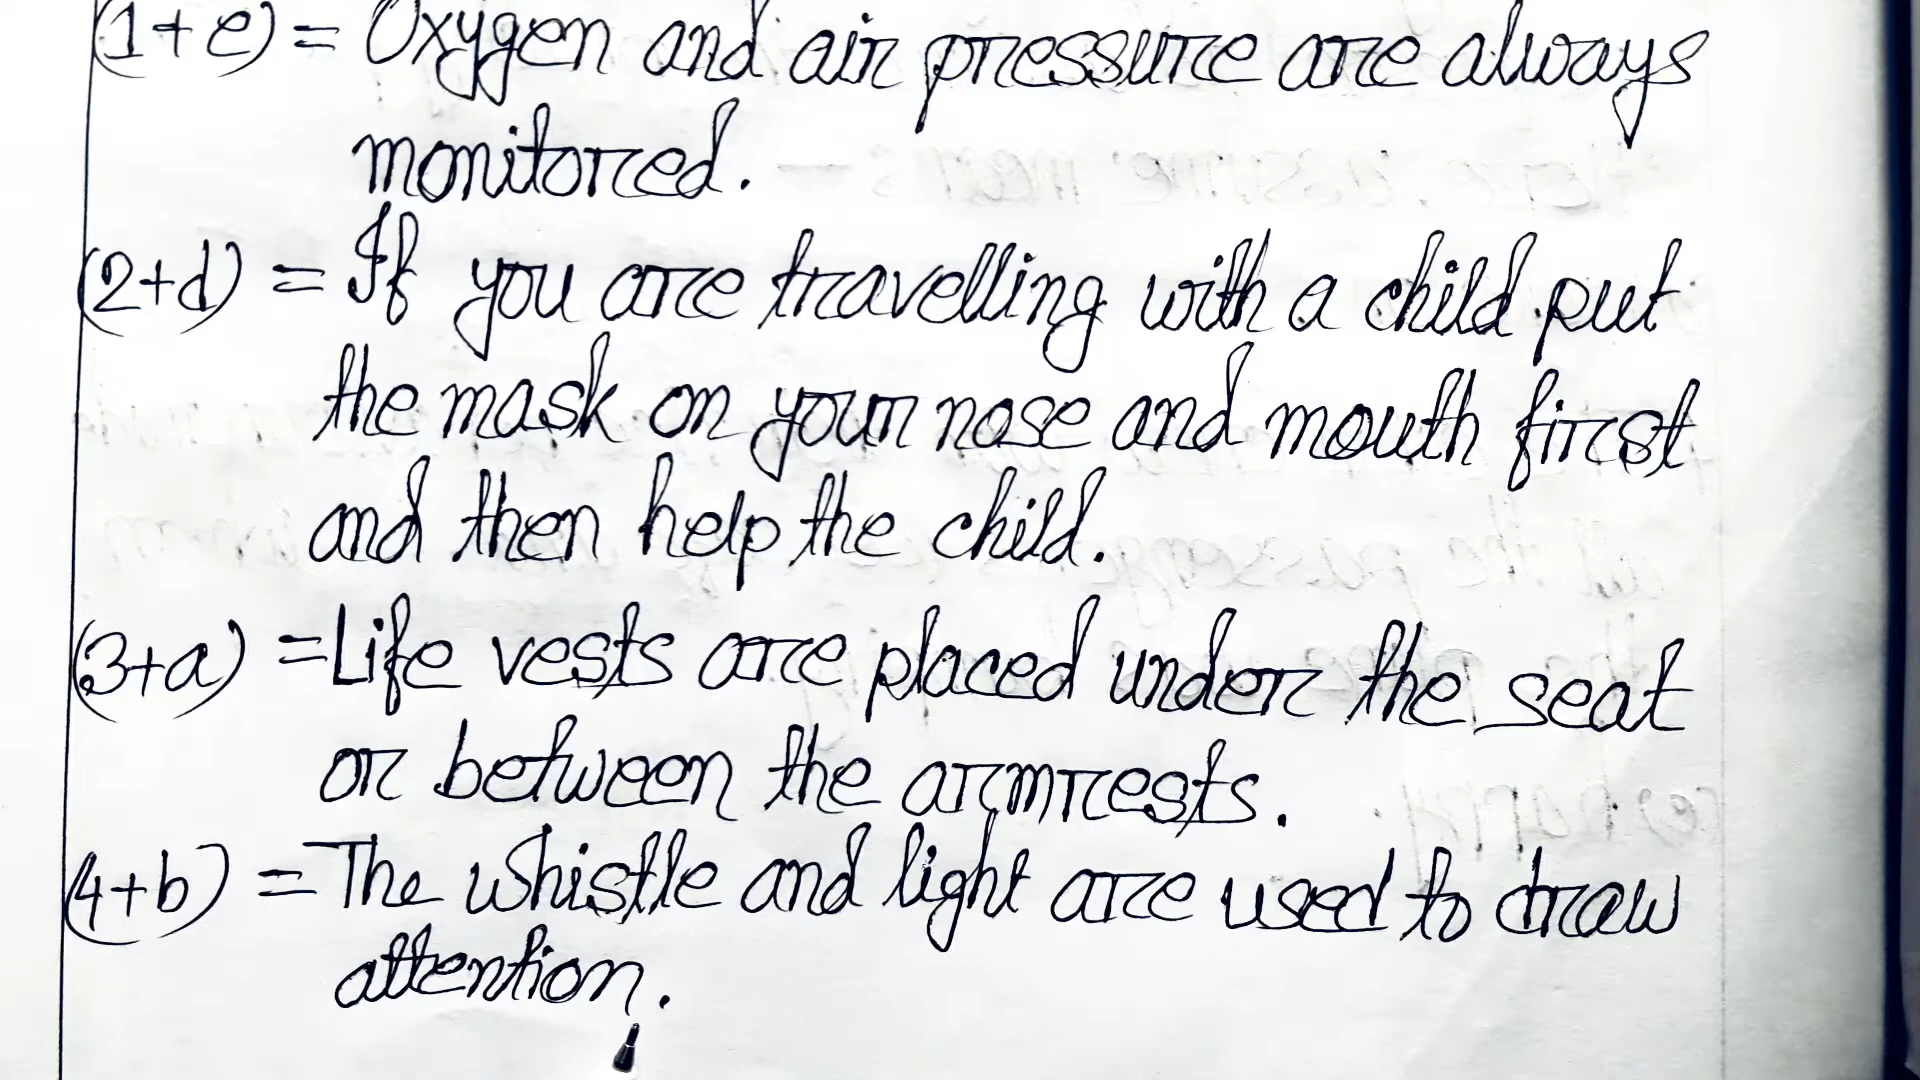 (1+e) = Oxygen and air pressure are always
monitored.
(2+d) = If you are travelling with a child put
the mask on your nose and mouth first
and then help the child.
(3+a) = Life vests are placed under the seat
or between the armrests.
(4+b) = The whistle and light are used to draw
attention.